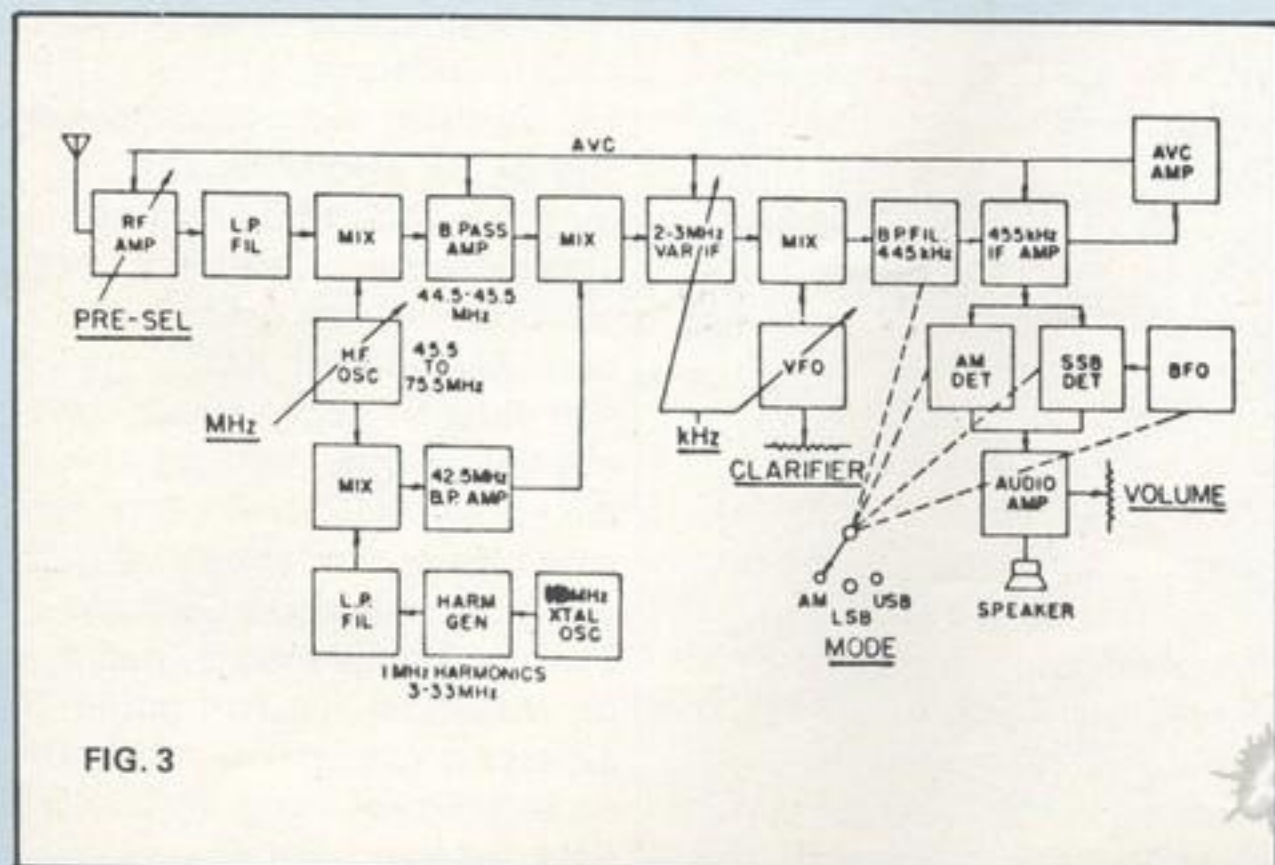 AVC
AVC
AMP
RF
AMP
L.P.
FIL
MIX
B.PASS
AMP
MIX
2-3MHz
VAR/IF
MIX
B.P.FIL.
445kHz
455kHz
IF AMP
PRE-SEL
44.5-45.5
MHz
H.F.
OSC
45.5
TO
75.5MHz
MHz
VFO
AM
DET
SSB
DET
BFO
kHz
CLARIFIER
MIX
42.5MHz
B.P. AMP
AUDIO
AMP
VOLUME
L.P.
FIL
HARM
GEN
MHz
XTAL
OSC
AM
LSB
USB
MODE
SPEAKER
1MHz HARMONICS
3-33MHz
FIG. 3